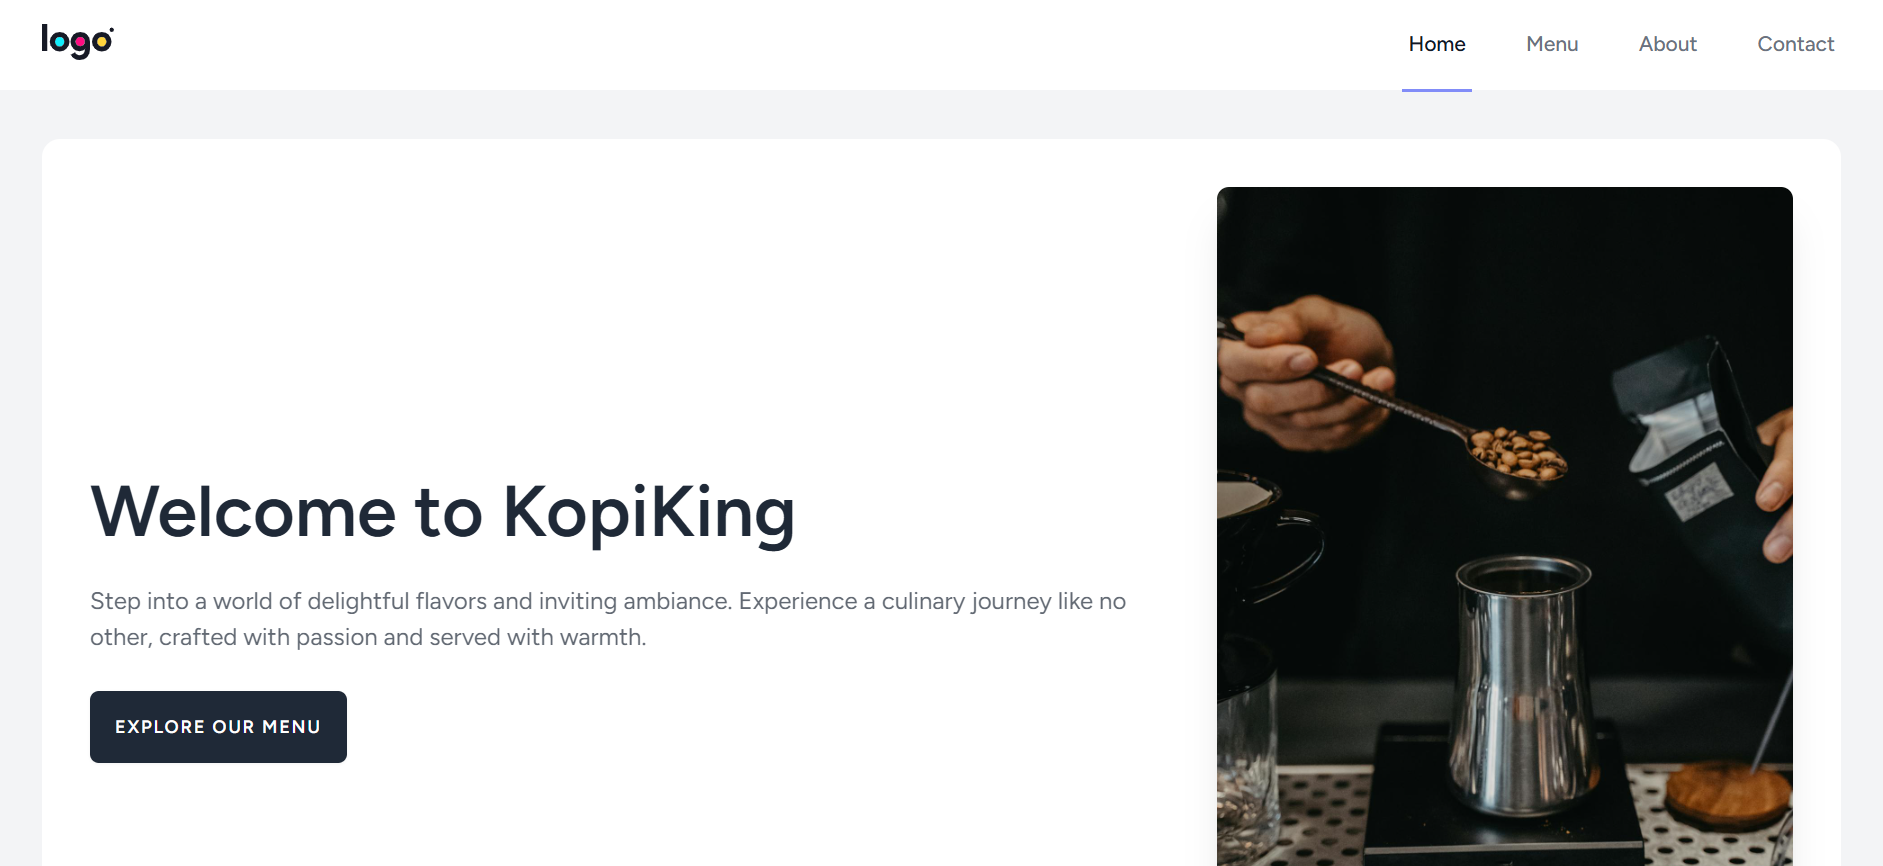 logo
Home Menu About Contact
Welcome to KopiKing
Step into a world of delightful flavors and inviting ambiance. Experience a culinary journey like no
other, crafted with passion and served with warmth.
EXPLORE OUR MENU